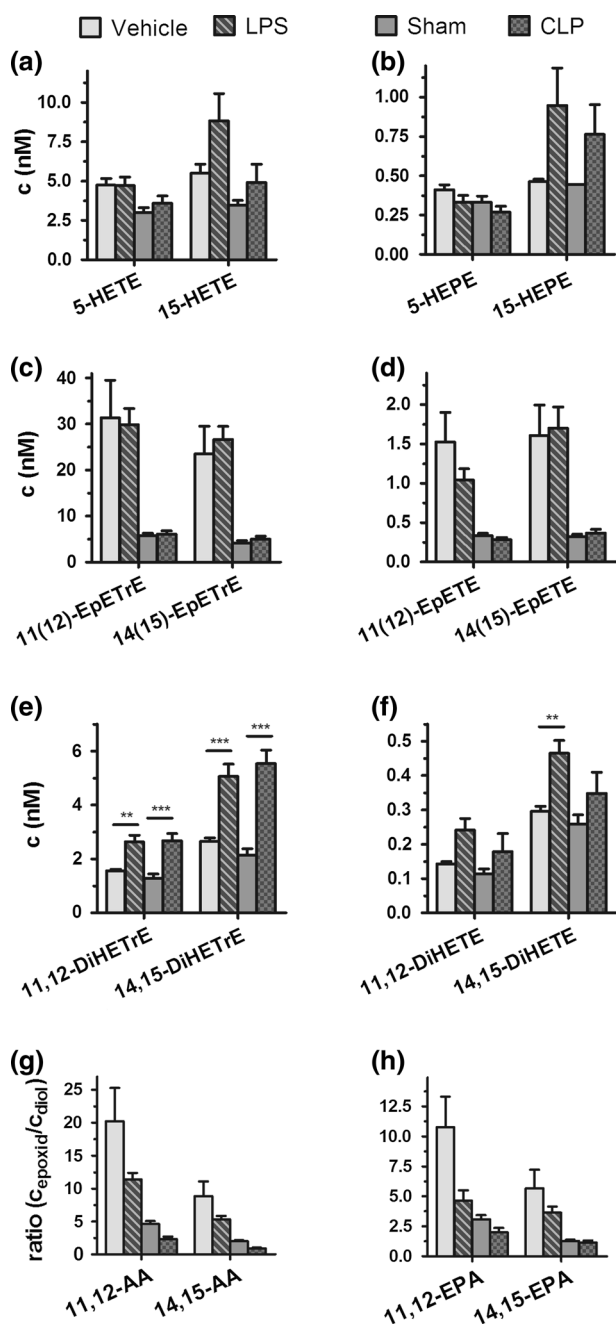 Vehicle LPS Sham CLP
(a) (b)
c (nM)
10.0
7.5
5.0
2.5
0.0
5-HETE 15-HETE
1.00
0.75
0.50
0.25
0.00
5-HEPE 15-HEPE
(c) (d)
c (nM)
40
30
20
10
0
11(12)-EpETrE 14(15)-EpETrE
2.0
1.5
1.0
0.5
0.0
11(12)-EpETE 14(15)-EpETE
(e) (f)
c (nM)
6
4
2
0
** *** *** ***
11,12-DiHETrE 14,15-DiHETrE
0.5
0.4
0.3
0.2
0.1
0.0
**
11,12-DiHETE 14,15-DiHETE
(g) (h)
ratio (c_epoxid/c_diol)
25
20
15
10
5
0
11,12-AA 14,15-AA
12.5
10.0
7.5
5.0
2.5
0.0
11,12-EPA 14,15-EPA